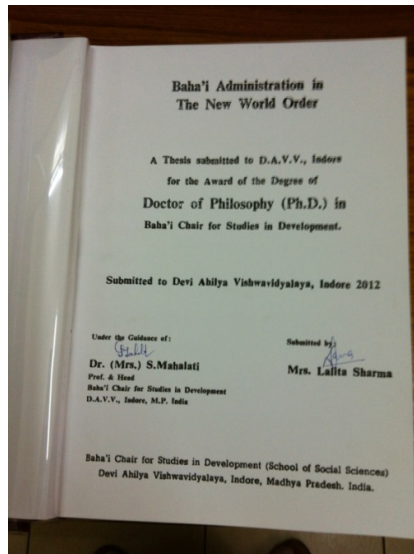 Baha'i Administration in
The New World Order
A Thesis submitted to D.A.V.V., Indore
for the Award of the Degree of
Doctor of Philosophy (Ph.D.) in
Baha'i Chair for Studies in Development.
Submitted to Devi Ahilya Vishwavidyalaya, Indore 2012
Under the Guidance of:
Dr. (Mrs.) S.Mahalati
Prof. & Head
Baha'i Chair for Studies in Development
D.A.V.V., Indore, M.P. India
Submitted by:
Mrs. Lalita Sharma
Baha'i Chair for Studies in Development (School of Social Sciences)
Devi Ahilya Vishwavidyalaya, Indore, Madhya Pradesh. India.